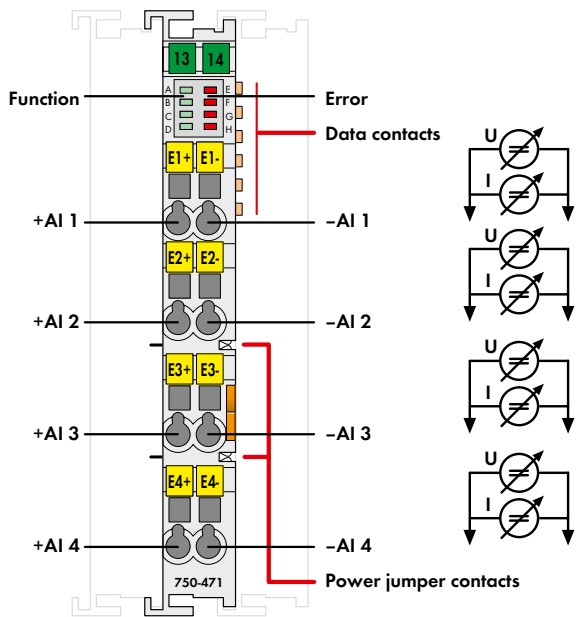 13 14
Function
A
B
C
D
E
F
G
H
Error
Data contacts
E1+ E1-
+AI 1
–AI 1
E2+ E2-
+AI 2
–AI 2
E3+ E3-
+AI 3
–AI 3
E4+ E4-
+AI 4
–AI 4
750-471
Power jumper contacts
U
I
U
I
U
I
U
I